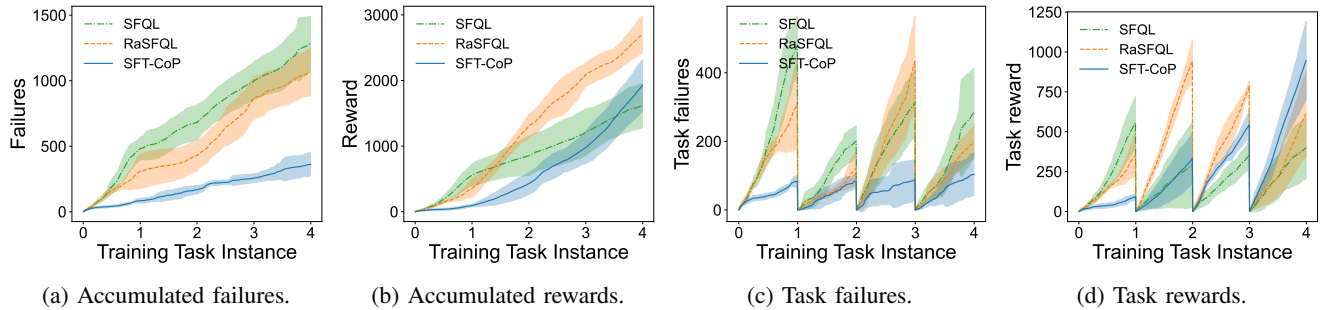 1500
1000
500
0
Failures
SFQL
RaSFQL
SFT-CoP
0 1 2 3 4
Training Task Instance
(a) Accumulated failures.
3000
2000
1000
0
Reward
SFQL
RaSFQL
SFT-CoP
0 1 2 3 4
Training Task Instance
(b) Accumulated rewards.
400
200
0
Task failures
SFQL
RaSFQL
SFT-CoP
0 1 2 3 4
Training Task Instance
(c) Task failures.
1250
1000
750
500
250
0
Task reward
SFQL
RaSFQL
SFT-CoP
0 1 2 3 4
Training Task Instance
(d) Task rewards.